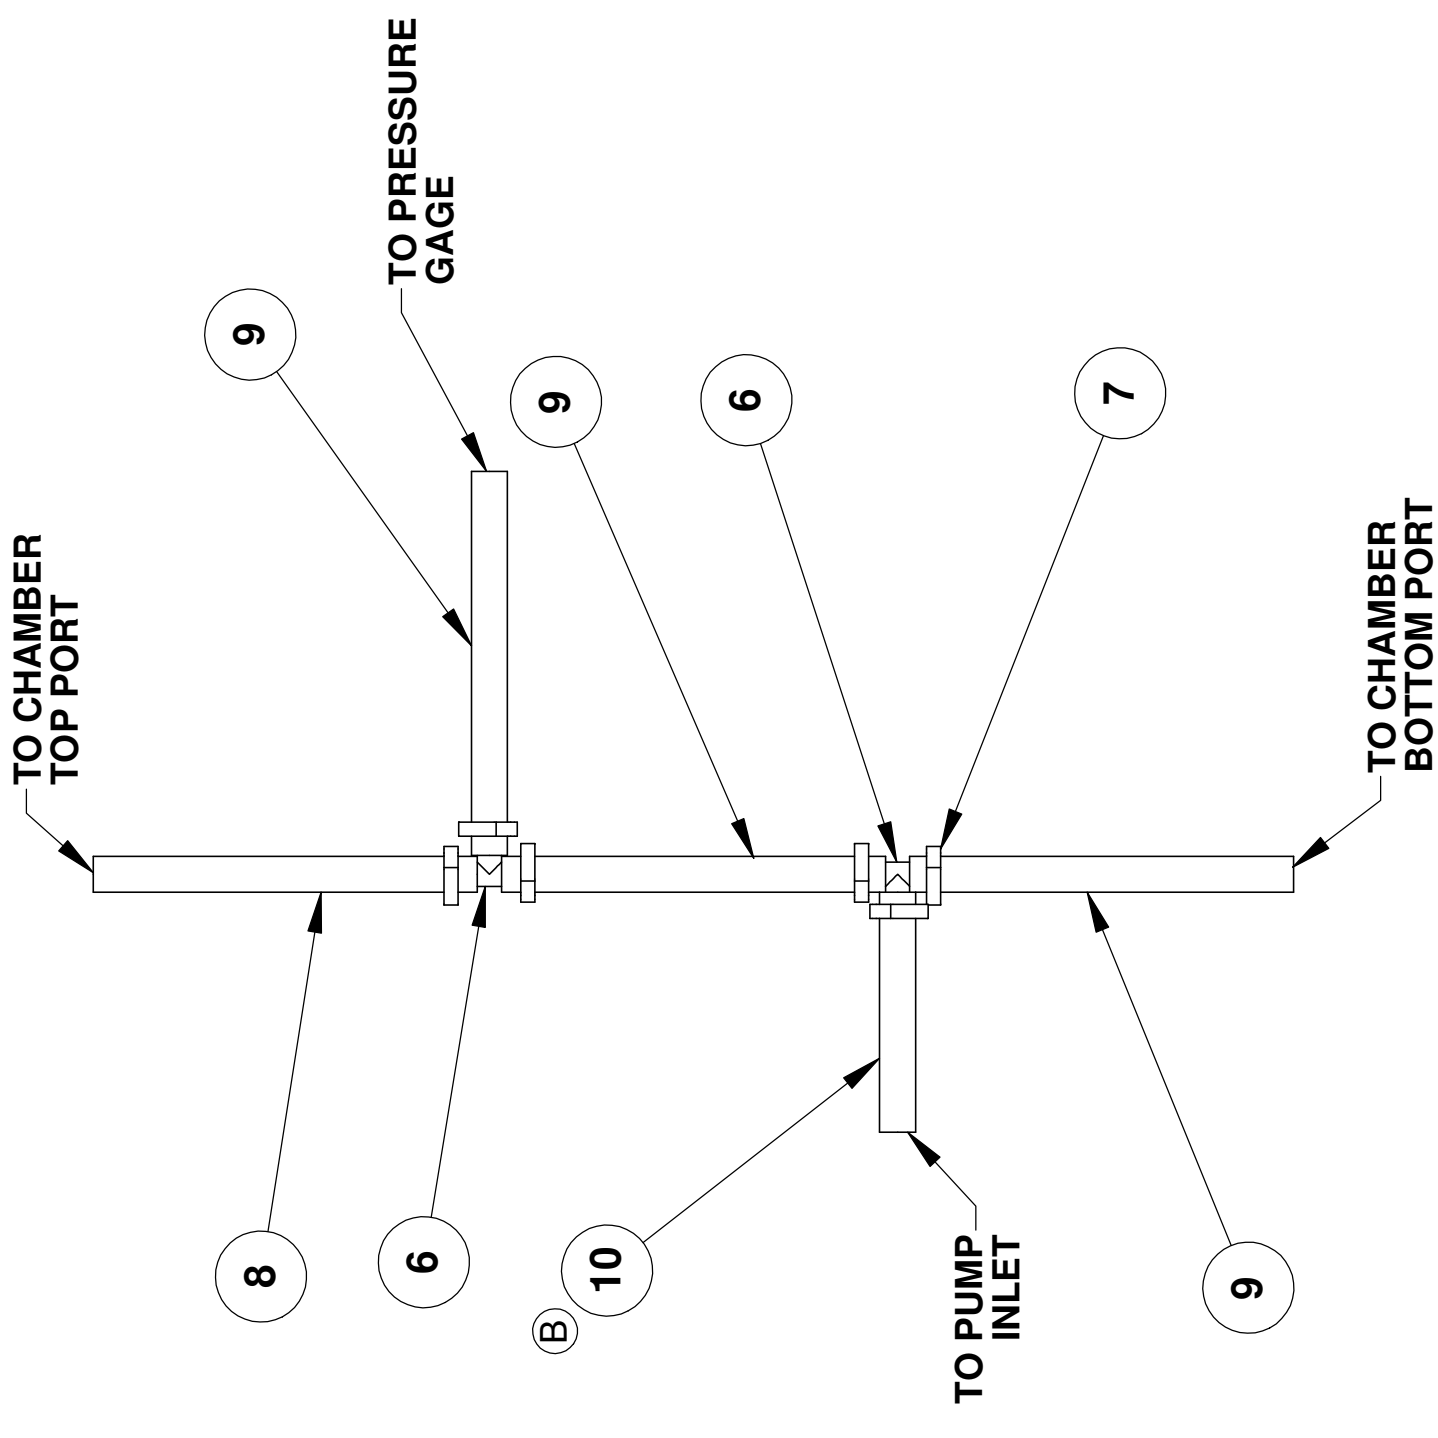 TO CHAMBER
TOP PORT
8
9
TO PRESSURE
GAGE
6
B
10
9
6
TO PUMP
INLET
7
9
TO CHAMBER
BOTTOM PORT